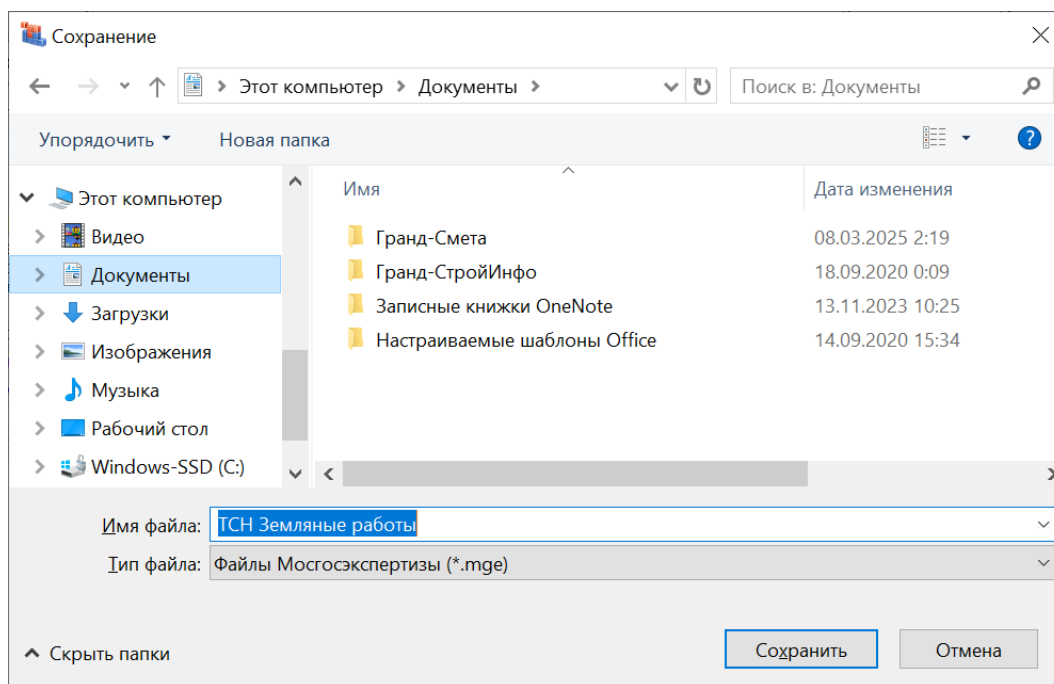 Сохранение
Этот компьютер > Документы >
Поиск в: Документы
Упорядочить
Новая папка
Этот компьютер
Видео
Документы
Загрузки
Изображения
Музыка
Рабочий стол
Windows-SSD (C:)
Имя Дата изменения
Гранд-Смета 08.03.2025 2:19
Гранд-СтройИнфо 18.09.2020 0:09
Записные книжки OneNote 13.11.2023 10:25
Настраиваемые шаблоны Office 14.09.2020 15:34
Имя файла: ТСН Земляные работы
Тип файла: Файлы Мосгосэкспертизы (*.mge)
Скрыть папки
Сохранить
Отмена